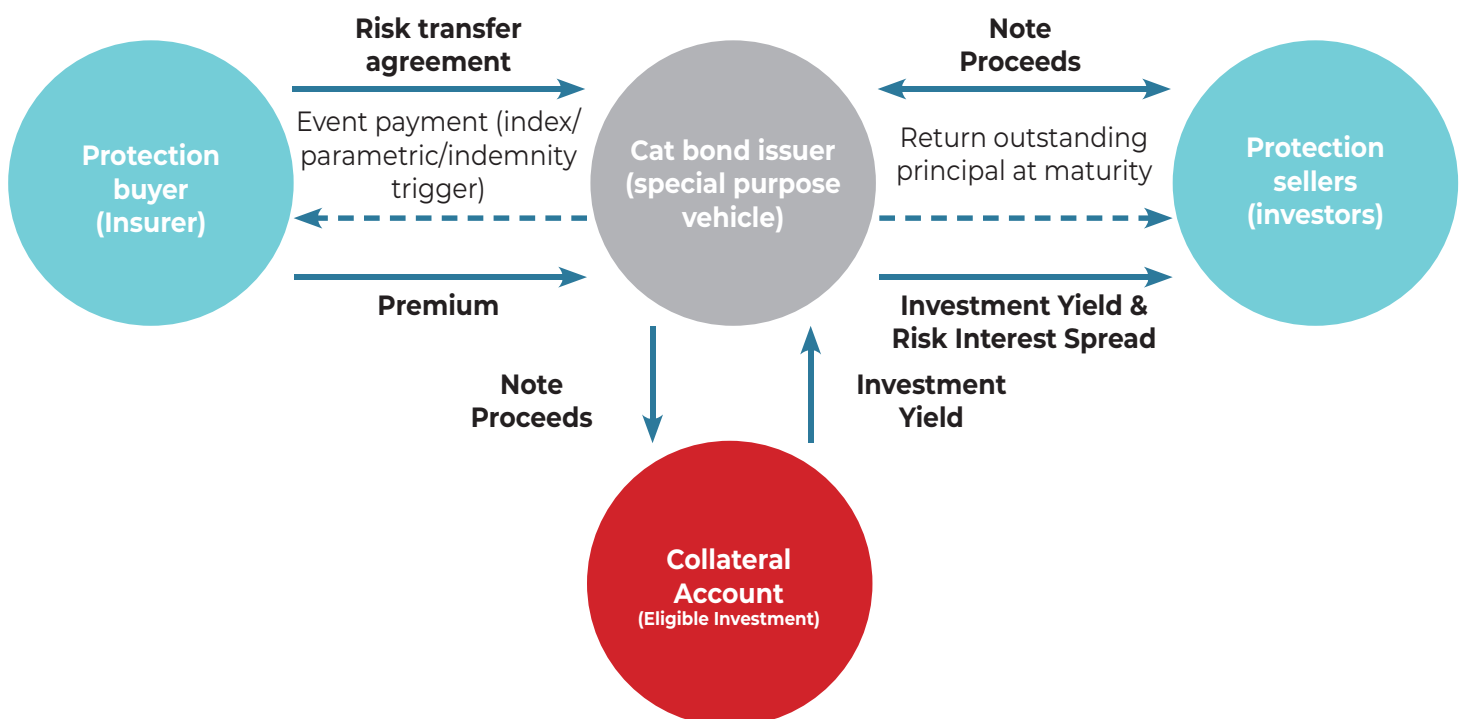 Risk transfer
agreement
Note
Proceeds
Protection
buyer
(Insurer)
Event payment (index/
parametric/indemnity
trigger)
Cat bond issuer
(special purpose
vehicle)
Return outstanding
principal at maturity
Protection
sellers
(investors)
Premium
Investment Yield &
Risk Interest Spread
Note
Proceeds
Investment
Yield
Collateral
Account
(Eligible Investment)